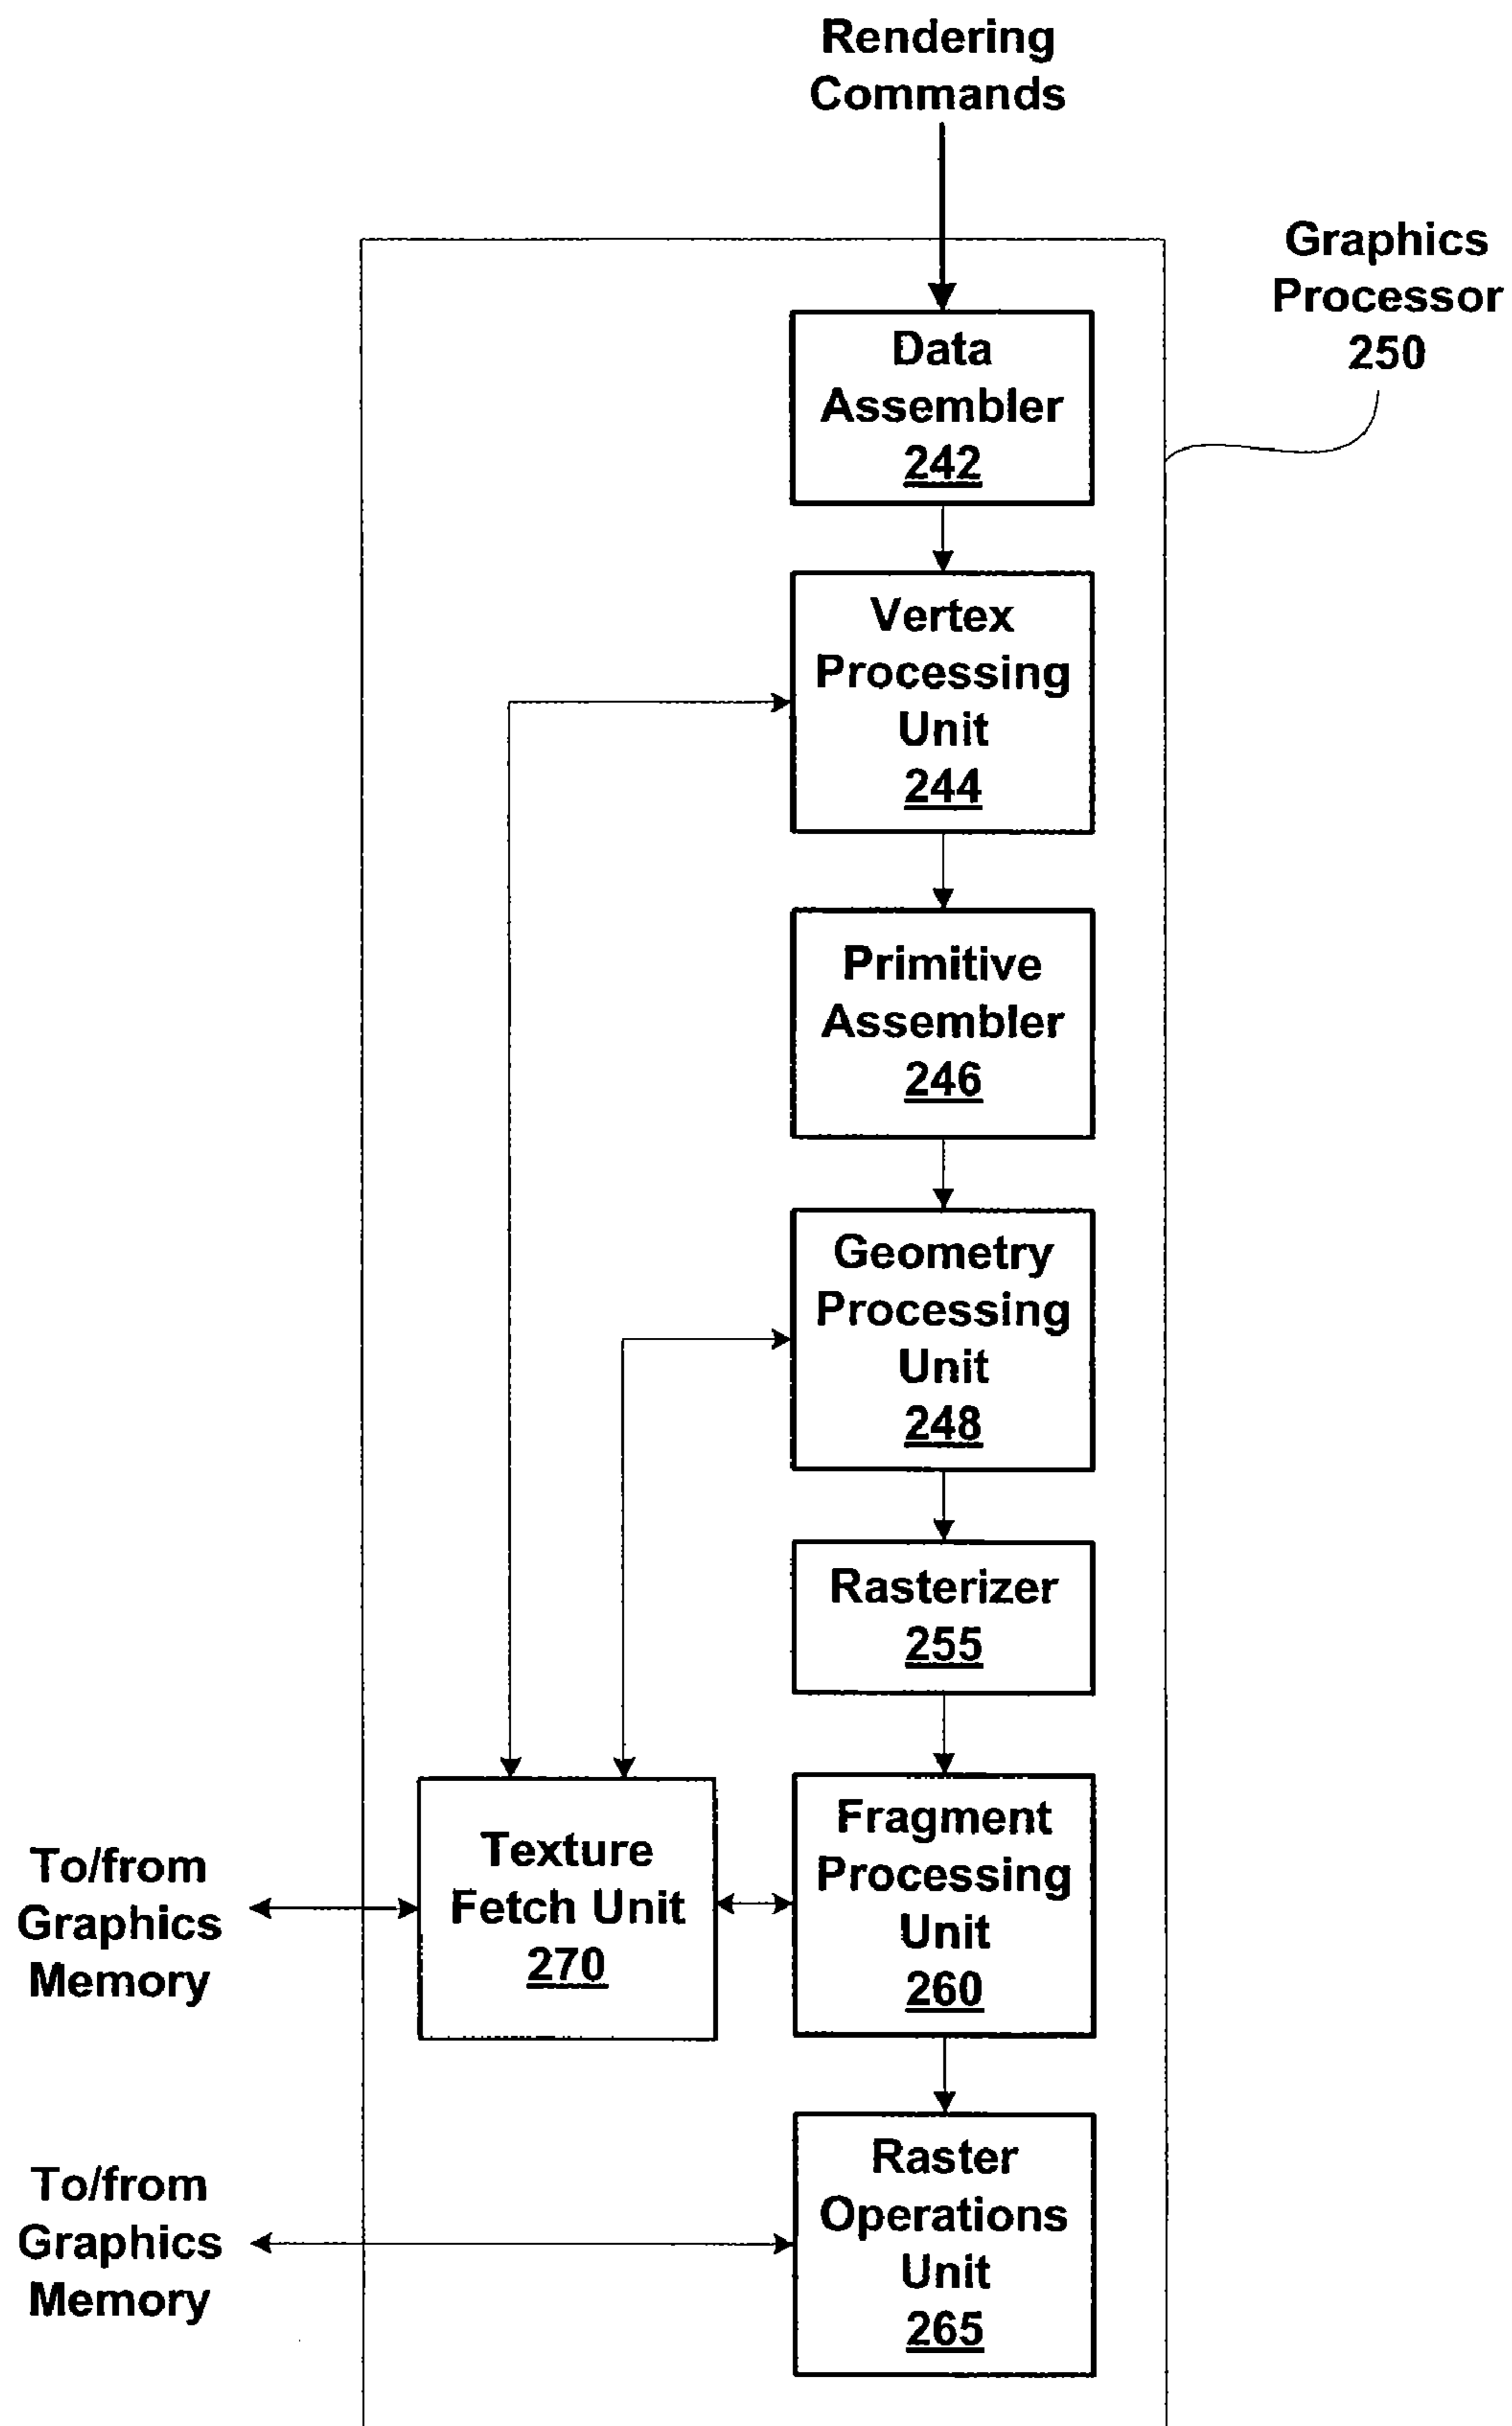 Rendering
Commands
Graphics
Processor
250
Data
Assembler
242
Vertex
Processing
Unit
244
Primitive
Assembler
246
Geometry
Processing
Unit
248
Rasterizer
255
To/from
Graphics
Memory
Texture
Fetch Unit
270
Fragment
Processing
Unit
260
To/from
Graphics
Memory
Raster
Operations
Unit
265